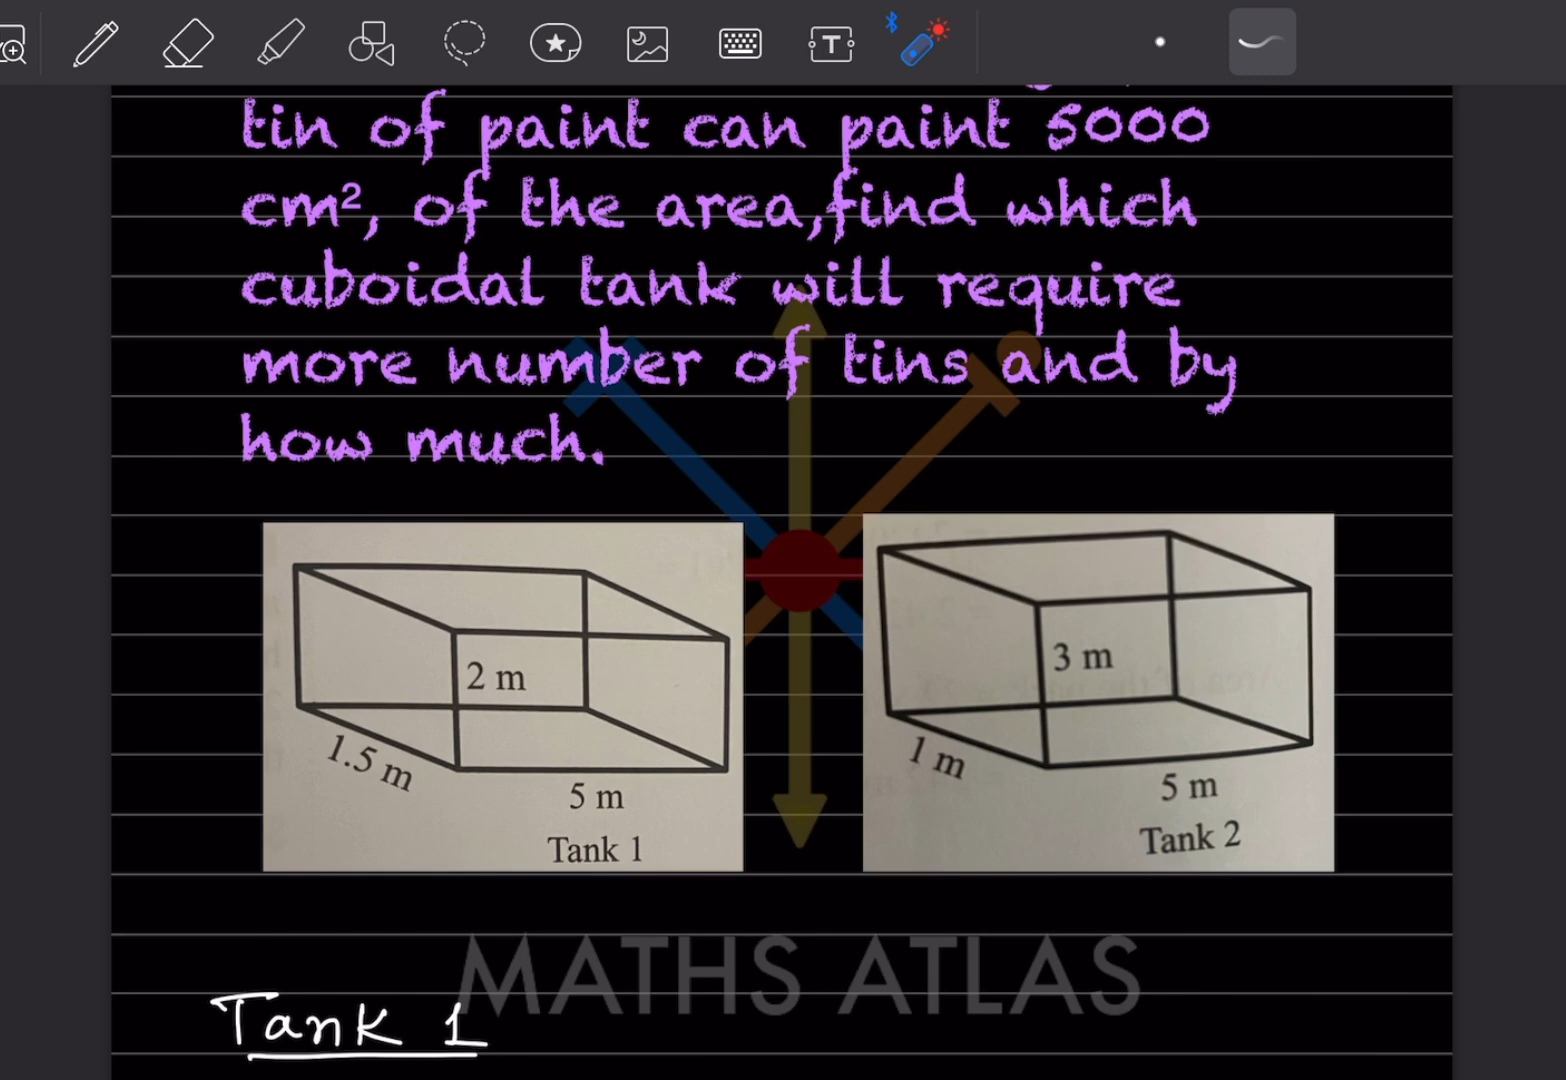 tin of paint can paint 5000
cm², of the area,find which
cuboidal tank will require
more number of tins and by
how much.
2 m
1.5 m
5 m
Tank 1
3 m
1 m
5 m
Tank 2
MATHS ATLAS
Tank 1